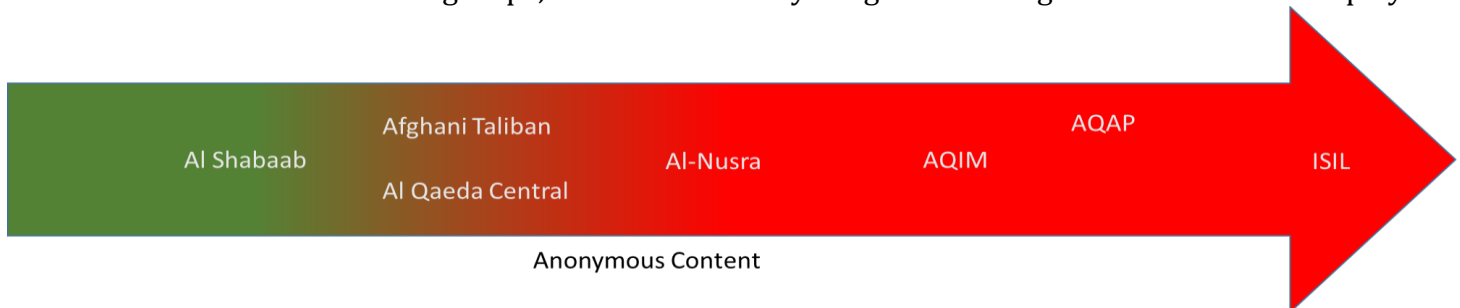 Afghani Taliban AQAP
Al Shabaab Al-Nusra AQIM ISIL
Al Qaeda Central
Anonymous Content